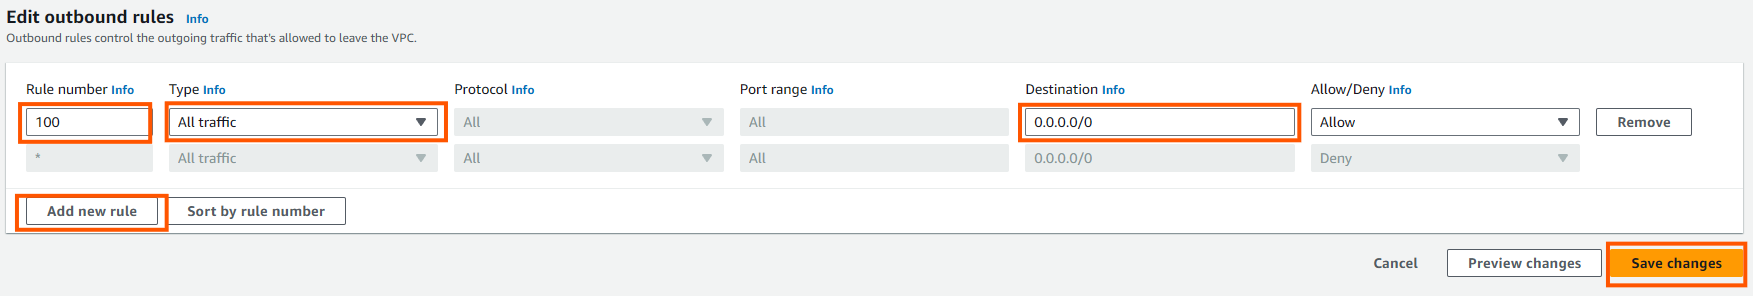 Edit outbound rules Info
Outbound rules control the outgoing traffic that's allowed to leave the VPC.
Rule number Info Type Info Protocol Info Port range Info Destination Info Allow/Deny Info
100 All traffic All All 0.0.0.0/0 Allow Remove
* All traffic All All 0.0.0.0/0 Deny
Add new rule Sort by rule number
Cancel Preview changes Save changes